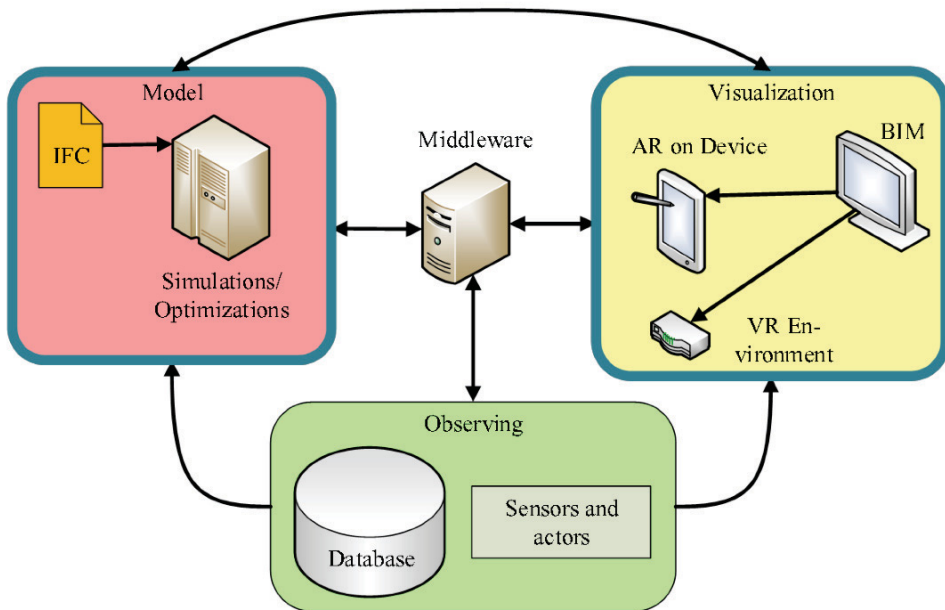 Model
IFC
Simulations/
Optimizations
Middleware
Visualization
BIM
AR on Device
VR En-
vironment
Observing
Database
Sensors and
actors